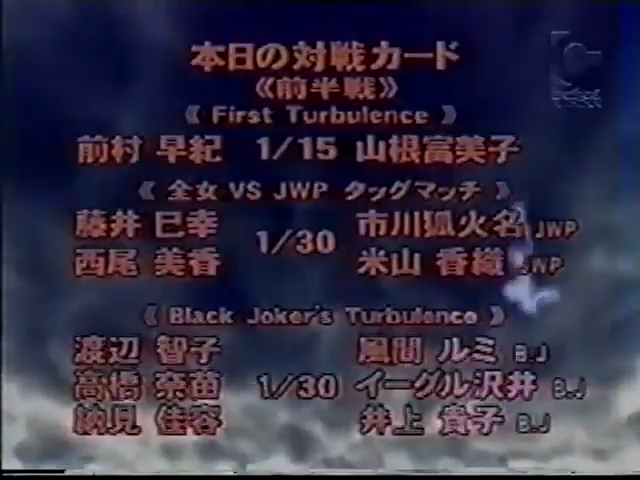 本日の対戦カード
《前半戦》
《 First Turbulence 》
前村 早紀 1/15 山根富美子
《 全女 VS JWP タッグマッチ 》
藤井 巳幸 市川狐火名 JWP
1/30
西尾 美香 米山 香織 JWP
《 Black Joker's Turbulence 》
渡辺 智子 風間 ルミ B.J
高橋 奈苗 1/30 イーグル沢井 B.J
納見 佳容 井上 貴子 B.J